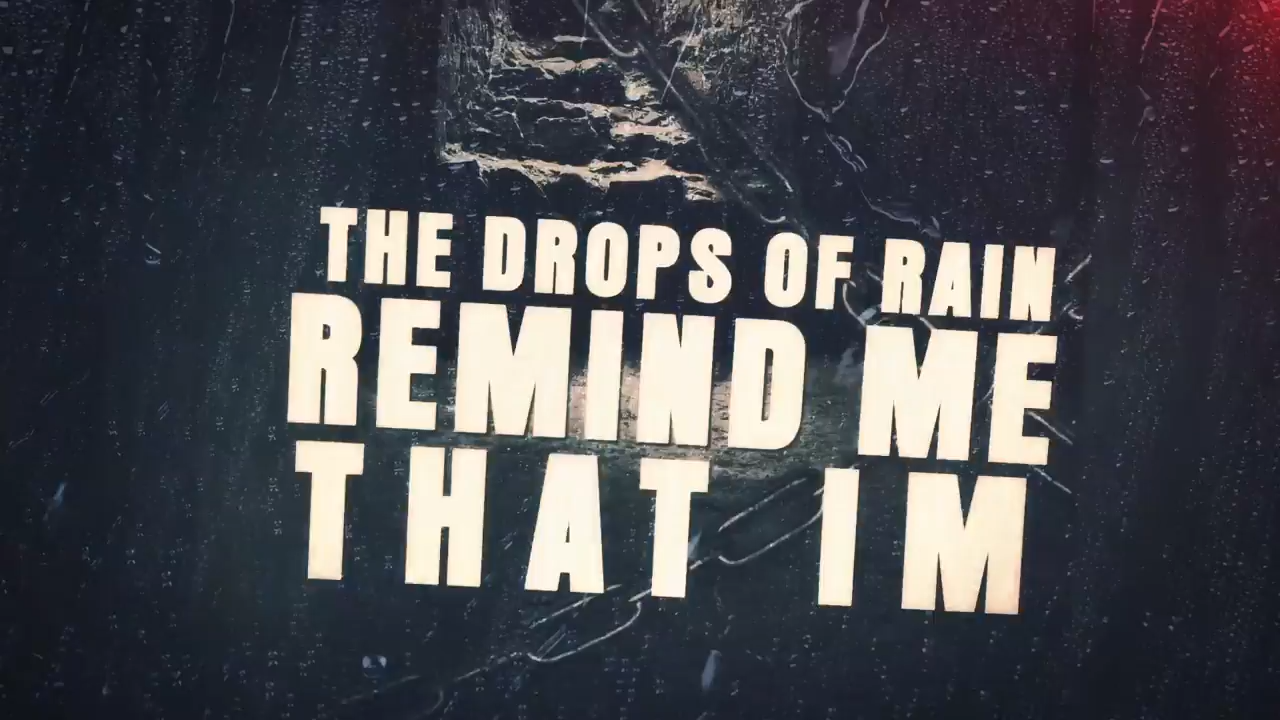 THE DROPS OF RAIN
REMIND ME
THAT IM